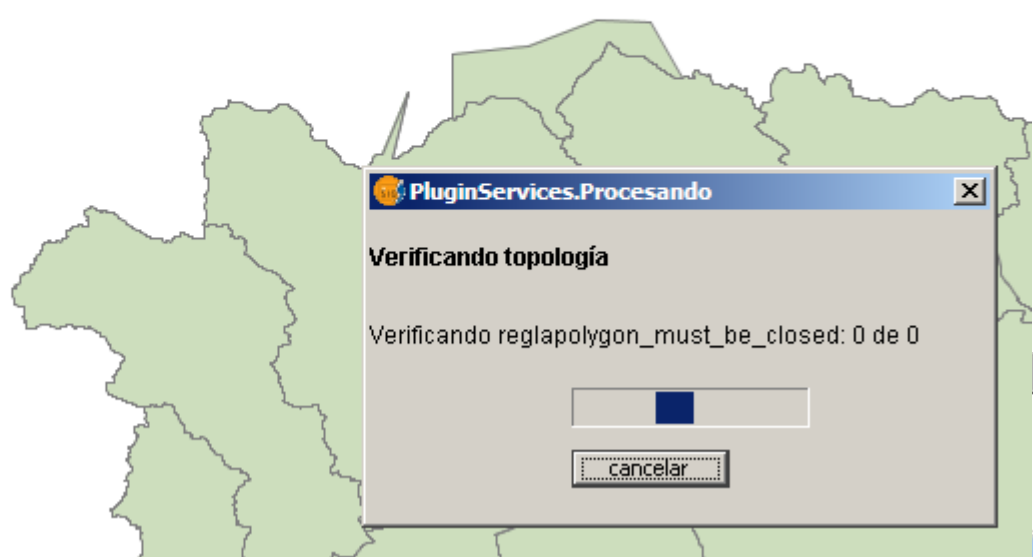 PluginServices.Procesando
Verificando topología
Verificando reglapolygon_must_be_closed: 0 de 0
cancelar